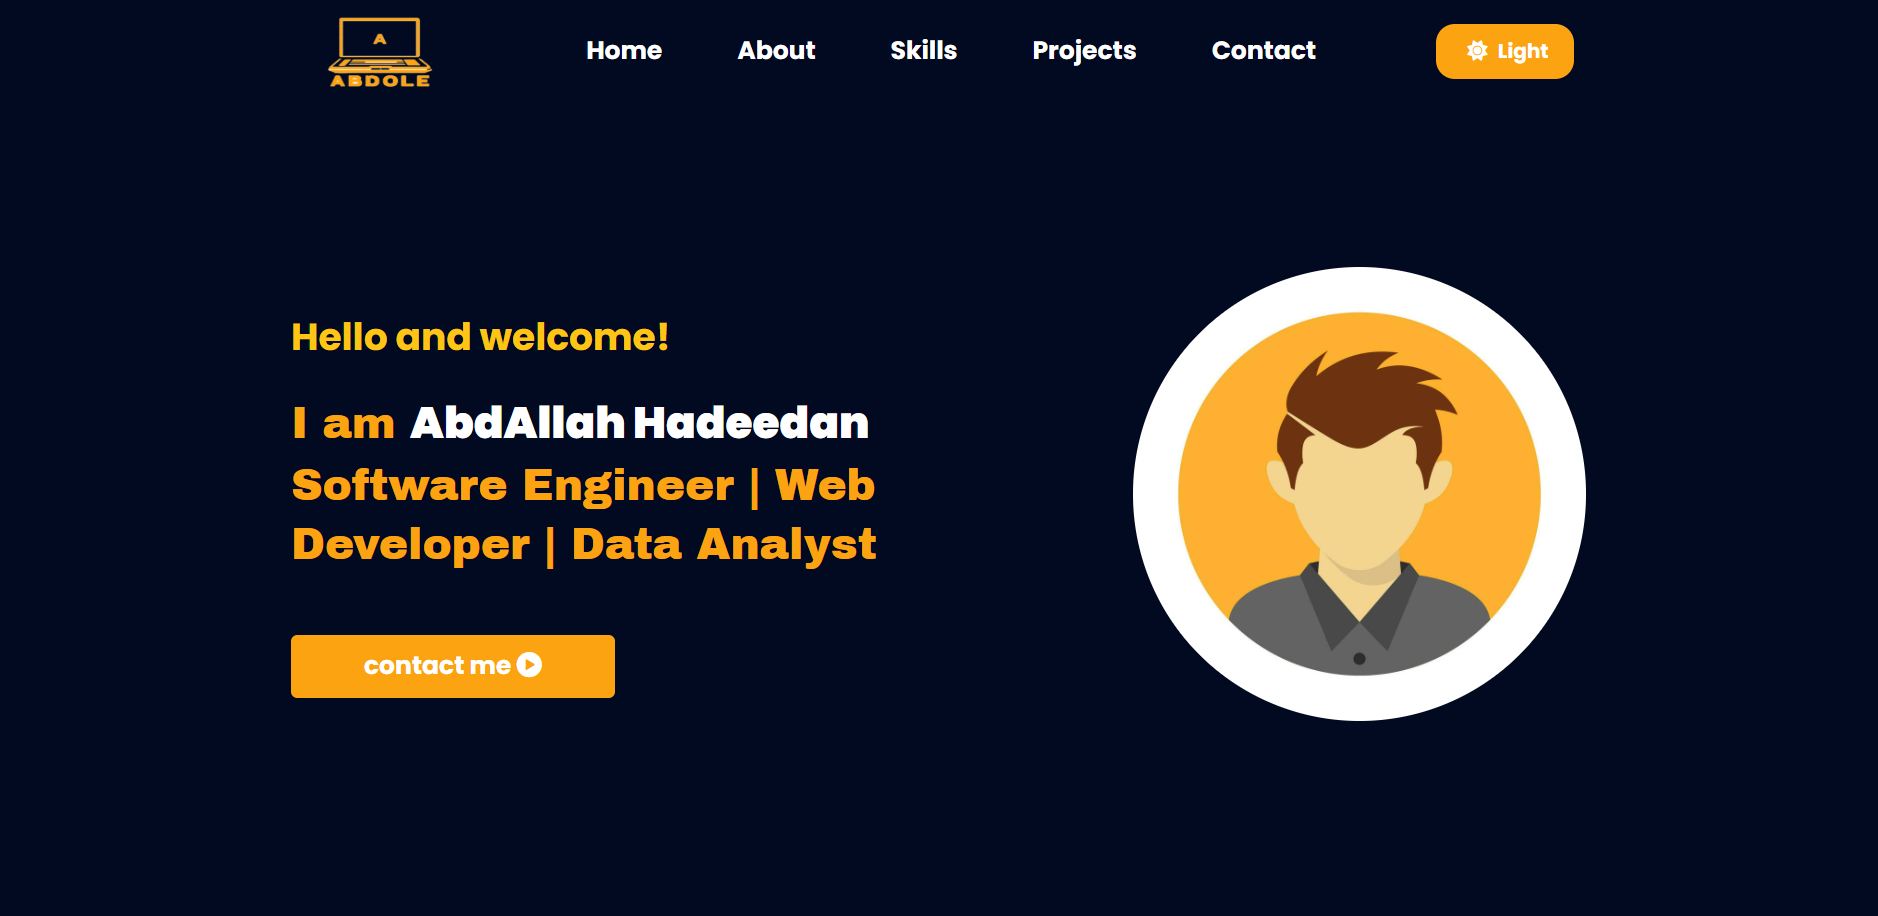 A
ABDOLE
Home
About
Skills
Projects
Contact
Light
Hello and welcome!
I am AbdAllah Hadeedan
Software Engineer | Web
Developer | Data Analyst
contact me